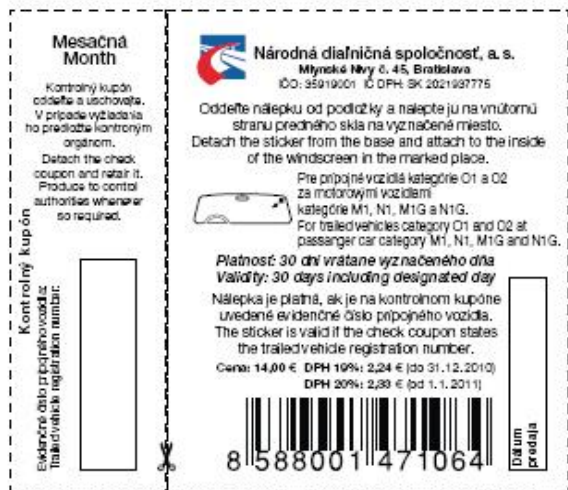 Mesačná
Month
Kontrolný kupón
oddeľte a uschovajte.
V prípade vyžiadania
ho predložte kontrolným
orgánom.
Detach the check
coupon and retain it.
Produce to control
authorities whenever
so required.
Kontrolný kupón
Evidenčné číslo prípojného vozidla:
Trailed vehicle registration number:
Národná diaľničná spoločnosť, a. s.
Mlynské Nivy č. 45, Bratislava
IČO: 35919001 IČ DPH: SK 2021937775
Oddeľte nálepku od podložky a nalepte ju na vnútornú
stranu predného skla na vyznačené miesto.
Detach the sticker from the base and attach to the inside
of the windscreen in the marked place.
Pre prípojné vozidlá kategórie O1 a O2
za motorovými vozidlami
kategórie M1, N1, M1G a N1G.
For trailed vehicles category O1 and O2 at
passenger car category M1, N1, M1G and N1G.
Platnosť: 30 dní vrátane vyznačeného dňa
Validity: 30 days including designated day
Nálepka je platná, ak je na kontrolnom kupóne
uvedené evidenčné číslo prípojného vozidla.
The sticker is valid if the check coupon states
the trailed vehicle registration number.
Cena: 14,00 € DPH 19%: 2,24 € (do 31.12.2010)
DPH 20%: 2,33 € (od 1.1.2011)
8 588001 471064
Dátum
predaja